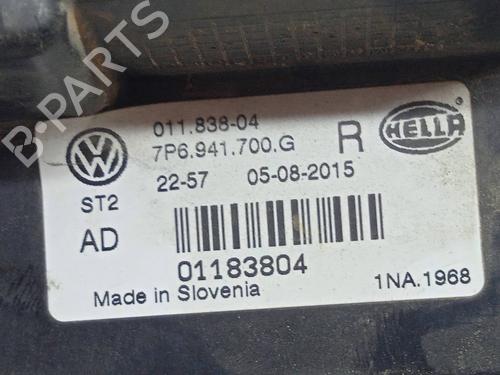 B-PARTS
011.838-04
7P6.941.700.G R HELLA
22-57 05-08-2015
ST2
AD
01183804
Made in Slovenia 1NA.1968